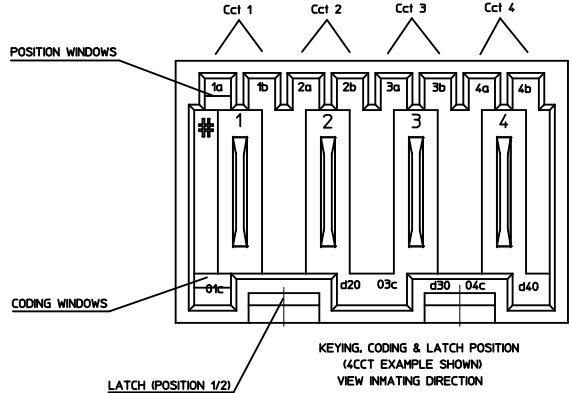 Cct 1 Cct 2 Cct 3 Cct 4
POSITION WINDOWS
1a 1b 2a 2b 3a 3b 4a 4b
# 1 2 3 4
01c d20 03c d30 04c d40
CODING WINDOWS
KEYING, CODING & LATCH POSITION
(4CCT EXAMPLE SHOWN)
VIEW INMATING DIRECTION
LATCH (POSITION 1/2)